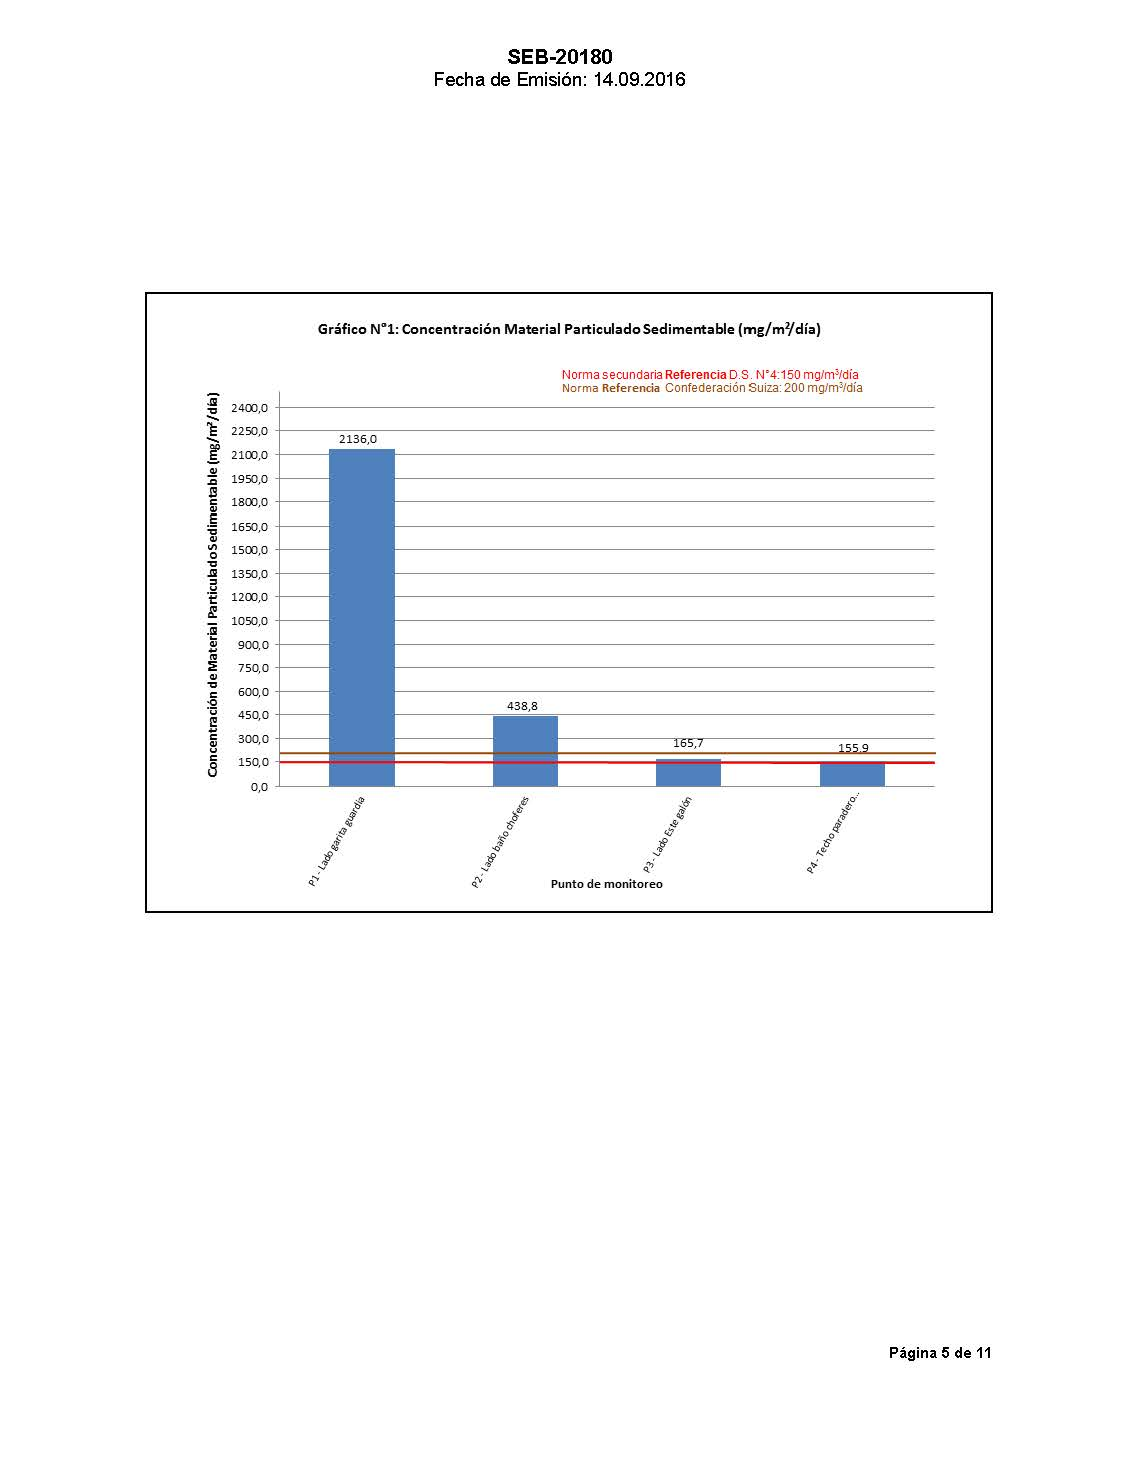 SEB-20180
Fecha de Emisión: 14.09.2016
Gráfico N°1: Concentración Material Particulado Sedimentable (mg/m²/día)
Norma secundaria Referencia D.S. N°4:150 mg/m³/día
Norma Referencia Confederación Suiza: 200 mg/m³/día
Concentración de Material Particulado Sedimentable (mg/m²/día)
2400,0
2250,0
2100,0
1950,0
1800,0
1650,0
1500,0
1350,0
1200,0
1050,0
900,0
750,0
600,0
450,0
300,0
150,0
0,0
2136,0
438,8
165,7
155,9
P1 - Lado garita guardia
P2 - Lado baño choferes
P3 - Lado Este galón
P4 - Techo paradero...
Punto de monitoreo
Página 5 de 11